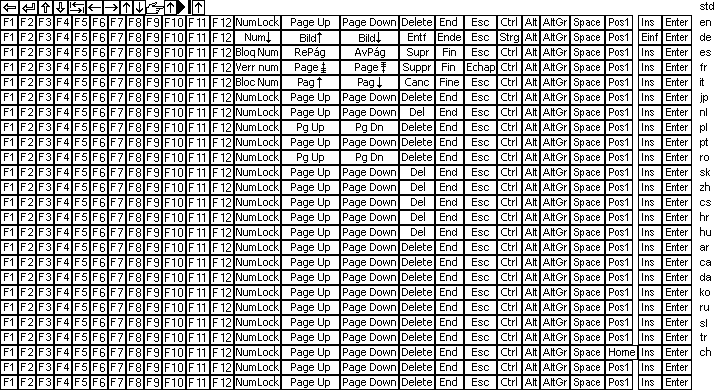 ⇐ ⏎ ⇧ ⇩ ↹ ← → ↑ ↓ ☞ ↑ ▶ ↑ std
F1 F2 F3 F4 F5 F6 F7 F8 F9 F10 F11 F12 NumLock Page Up Page Down Delete End Esc Ctrl Alt AltGr Space Pos1 Ins Enter en
F1 F2 F3 F4 F5 F6 F7 F8 F9 F10 F11 F12 Num↓ Bild↑ Bild↓ Entf Ende Esc Strg Alt AltGr Space Pos1 Einf Enter de
F1 F2 F3 F4 F5 F6 F7 F8 F9 F10 F11 F12 Bloq Num RePág AvPág Supr Fin Esc Ctrl Alt AltGr Space Pos1 Ins Enter es
F1 F2 F3 F4 F5 F6 F7 F8 F9 F10 F11 F12 Verr num Page⇞ Page⇟ Suppr Fin Echap Ctrl Alt AltGr Space Pos1 Ins Enter fr
F1 F2 F3 F4 F5 F6 F7 F8 F9 F10 F11 F12 Bloc Num Pag↑ Pag↓ Canc Fine Esc Ctrl Alt AltGr Space Pos1 Ins Enter it
F1 F2 F3 F4 F5 F6 F7 F8 F9 F10 F11 F12 NumLock Page Up Page Down Delete End Esc Ctrl Alt AltGr Space Pos1 Ins Enter jp
F1 F2 F3 F4 F5 F6 F7 F8 F9 F10 F11 F12 NumLock Page Up Page Down Del End Esc Ctrl Alt AltGr Space Pos1 Ins Enter nl
F1 F2 F3 F4 F5 F6 F7 F8 F9 F10 F11 F12 NumLock Pg Up Pg Dn Delete End Esc Ctrl Alt AltGr Space Pos1 Ins Enter pl
F1 F2 F3 F4 F5 F6 F7 F8 F9 F10 F11 F12 NumLock Page Up Page Down Delete End Esc Ctrl Alt AltGr Space Pos1 Ins Enter pt
F1 F2 F3 F4 F5 F6 F7 F8 F9 F10 F11 F12 NumLock Pg Up Pg Dn Delete End Esc Ctrl Alt AltGr Space Pos1 Ins Enter ro
F1 F2 F3 F4 F5 F6 F7 F8 F9 F10 F11 F12 NumLock Page Up Page Down Del End Esc Ctrl Alt AltGr Space Pos1 Ins Enter sk
F1 F2 F3 F4 F5 F6 F7 F8 F9 F10 F11 F12 NumLock Page Up Page Down Delete End Esc Ctrl Alt AltGr Space Pos1 Ins Enter zh
F1 F2 F3 F4 F5 F6 F7 F8 F9 F10 F11 F12 NumLock Page Up Page Down Del End Esc Ctrl Alt AltGr Space Pos1 Ins Enter cs
F1 F2 F3 F4 F5 F6 F7 F8 F9 F10 F11 F12 NumLock Page Up Page Down Del End Esc Ctrl Alt AltGr Space Pos1 Ins Enter hr
F1 F2 F3 F4 F5 F6 F7 F8 F9 F10 F11 F12 NumLock Page Up Page Down Del End Esc Ctrl Alt AltGr Space Pos1 Ins Enter hu
F1 F2 F3 F4 F5 F6 F7 F8 F9 F10 F11 F12 NumLock Page Up Page Down Delete End Esc Ctrl Alt AltGr Space Pos1 Ins Enter ar
F1 F2 F3 F4 F5 F6 F7 F8 F9 F10 F11 F12 NumLock Page Up Page Down Delete End Esc Ctrl Alt AltGr Space Pos1 Ins Enter ca
F1 F2 F3 F4 F5 F6 F7 F8 F9 F10 F11 F12 NumLock Page Up Page Down Delete End Esc Ctrl Alt AltGr Space Pos1 Ins Enter da
F1 F2 F3 F4 F5 F6 F7 F8 F9 F10 F11 F12 NumLock Page Up Page Down Delete End Esc Ctrl Alt AltGr Space Pos1 Ins Enter ko
F1 F2 F3 F4 F5 F6 F7 F8 F9 F10 F11 F12 NumLock Page Up Page Down Delete End Esc Ctrl Alt AltGr Space Pos1 Ins Enter ru
F1 F2 F3 F4 F5 F6 F7 F8 F9 F10 F11 F12 NumLock Page Up Page Down Delete End Esc Ctrl Alt AltGr Space Pos1 Ins Enter sl
F1 F2 F3 F4 F5 F6 F7 F8 F9 F10 F11 F12 NumLock Page Up Page Down Delete End Esc Ctrl Alt AltGr Space Pos1 Ins Enter tr
F1 F2 F3 F4 F5 F6 F7 F8 F9 F10 F11 F12 NumLock Page Up Page Down Delete End Esc Ctrl Alt AltGr Space Home Ins Enter ch
F1 F2 F3 F4 F5 F6 F7 F8 F9 F10 F11 F12 NumLock Page Up Page Down Delete End Esc Ctrl Alt AltGr Space Pos1 Ins Enter
F1 F2 F3 F4 F5 F6 F7 F8 F9 F10 F11 F12 NumLock Page Up Page Down Delete End Esc Ctrl Alt AltGr Space Pos1 Ins Enter